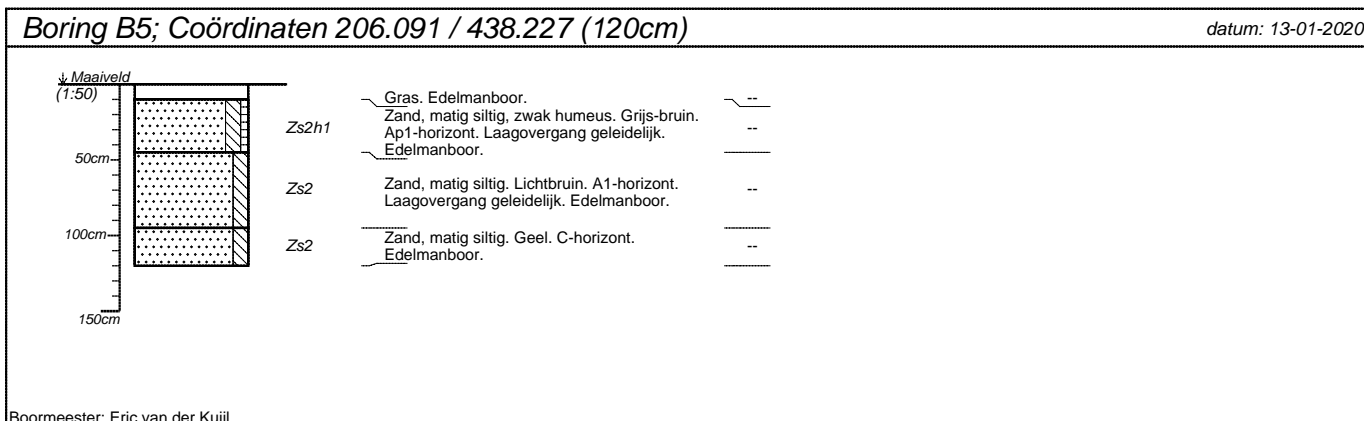 Boring B5; Coördinaten 206.091 / 438.227 (120cm)
datum: 13-01-2020
Maaiveld
(1:50)
Gras. Edelmanboor.
--
Zs2h1
Zand, matig siltig, zwak humeus. Grijs-bruin.
Ap1-horizont. Laagovergang geleidelijk.
Edelmanboor.
--
50cm
Zs2
Zand, matig siltig. Lichtbruin. A1-horizont.
Laagovergang geleidelijk. Edelmanboor.
--
100cm
Zs2
Zand, matig siltig. Geel. C-horizont.
Edelmanboor.
--
150cm
Boormeester: Eric van der Kuijl